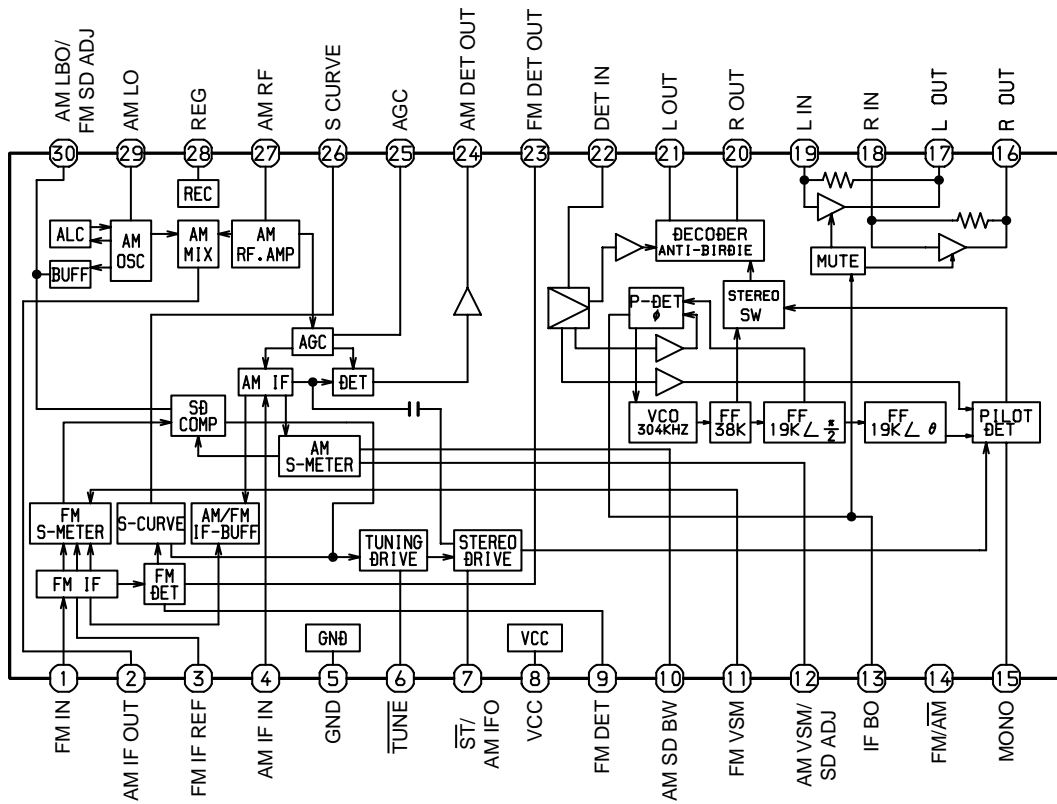 AM LBO/
FM SD ADJ
AM LO
REG
AM RF
S CURVE
AGC
AM DET OUT
FM DET OUT
DET IN
L OUT
R OUT
L IN
R IN
L OUT
R OUT
30
29
28
27
26
25
24
23
22
21
20
19
18
17
16
REC
ALC
AM
OSC
AM
MIX
AM
RF.AMP
BUFF
DECODER
ANTI-BIRDIE
MUTE
P-DET
φ
STEREO
SW
AGC
AM IF
DET
SD
COMP
AM
S-METER
VCO
304KHZ
FF
38K
FF
19K∠ π/2
FF
19K∠ θ
PILOT
DET
FM
S-METER
S-CURVE
AM/FM
IF-BUFF
TUNING
DRIVE
STEREO
DRIVE
FM IF
FM
DET
GND
VCC
1
2
3
4
5
6
7
8
9
10
11
12
13
14
15
FM IN
AM IF OUT
FM IF REF
AM IF IN
GND
TUNE
ST/
AM IFO
VCC
FM DET
AM SD BW
FM VSM
AM VSM/
SD ADJ
IF BO
FM/AM
MONO